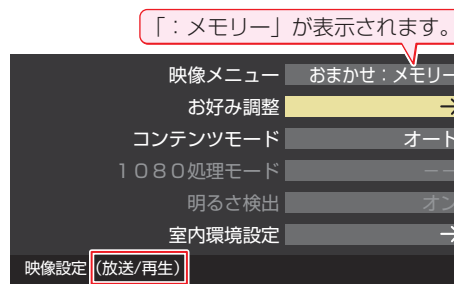 「：メモリー」が表示されます。
映像メニュー おまかせ：メモリー
お好み調整 →
コンテンツモード オート
１０８０処理モード －－
明るさ検出 オン
室内環境設定 →
映像設定（放送/再生）